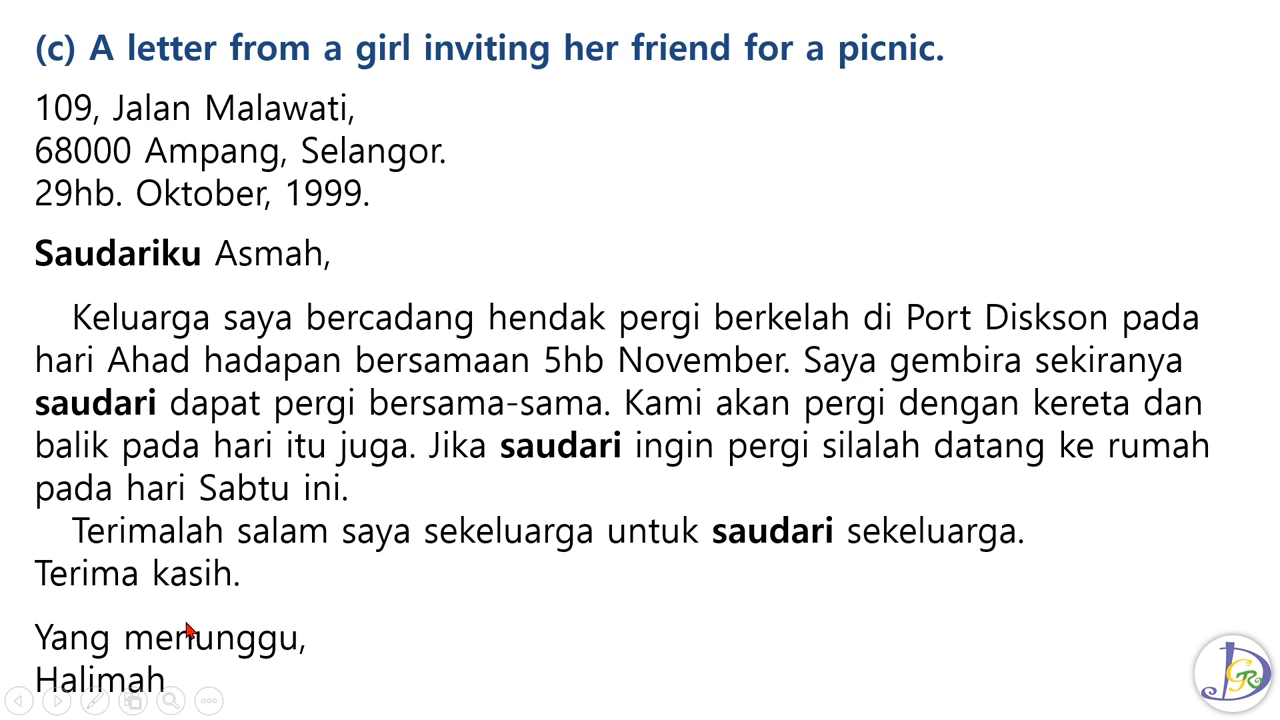 (c) A letter from a girl inviting her friend for a picnic.
109, Jalan Malawati,
68000 Ampang, Selangor.
29hb. Oktober, 1999.
Saudariku Asmah,
Keluarga saya bercadang hendak pergi berkelah di Port Diskson pada
hari Ahad hadapan bersamaan 5hb November. Saya gembira sekiranya
saudari dapat pergi bersama-sama. Kami akan pergi dengan kereta dan
balik pada hari itu juga. Jika saudari ingin pergi silalah datang ke rumah
pada hari Sabtu ini.
Terimalah salam saya sekeluarga untuk saudari sekeluarga.
Terima kasih.
Yang menunggu,
Halimah